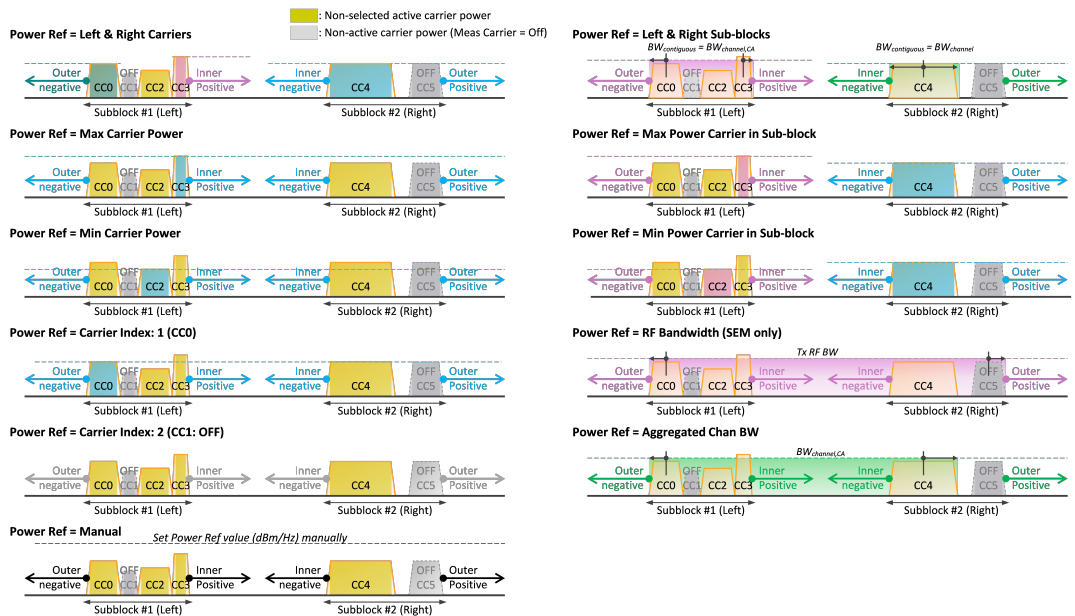 : Non-selected active carrier power
: Non-active carrier power (Meas Carrier = Off)
Power Ref = Left & Right Carriers
Outer
negative
CC0
OFF
CC1
CC2
CC3
Inner
Positive
Subblock #1 (Left)
Inner
negative
CC4
OFF
CC5
Outer
Positive
Subblock #2 (Right)
Power Ref = Max Carrier Power
Outer
negative
CC0
OFF
CC1
CC2
CC3
Inner
Positive
Subblock #1 (Left)
Inner
negative
CC4
OFF
CC5
Outer
Positive
Subblock #2 (Right)
Power Ref = Min Carrier Power
Outer
negative
CC0
OFF
CC1
CC2
CC3
Inner
Positive
Subblock #1 (Left)
Inner
negative
CC4
OFF
CC5
Outer
Positive
Subblock #2 (Right)
Power Ref = Carrier Index: 1 (CC0)
Outer
negative
CC0
OFF
CC1
CC2
CC3
Inner
Positive
Subblock #1 (Left)
Inner
negative
CC4
OFF
CC5
Outer
Positive
Subblock #2 (Right)
Power Ref = Carrier Index: 2 (CC1: OFF)
Outer
negative
CC0
OFF
CC1
CC2
CC3
Inner
Positive
Subblock #1 (Left)
Inner
negative
CC4
OFF
CC5
Outer
Positive
Subblock #2 (Right)
Power Ref = Manual
Set Power Ref value (dBm/Hz) manually
Outer
negative
CC0
OFF
CC1
CC2
CC3
Inner
Positive
Subblock #1 (Left)
Inner
negative
CC4
OFF
CC5
Outer
Positive
Subblock #2 (Right)
Power Ref = Left & Right Sub-blocks
BWcontiguous = BWchannel,CA
BWcontiguous = BWchannel
Outer
negative
CC0
OFF
CC1
CC2
CC3
Inner
Positive
Subblock #1 (Left)
Inner
negative
CC4
OFF
CC5
Outer
Positive
Subblock #2 (Right)
Power Ref = Max Power Carrier in Sub-block
Outer
negative
CC0
OFF
CC1
CC2
CC3
Inner
Positive
Subblock #1 (Left)
Inner
negative
CC4
OFF
CC5
Outer
Positive
Subblock #2 (Right)
Power Ref = Min Power Carrier in Sub-block
Outer
negative
CC0
OFF
CC1
CC2
CC3
Inner
Positive
Subblock #1 (Left)
Inner
negative
CC4
OFF
CC5
Outer
Positive
Subblock #2 (Right)
Power Ref = RF Bandwidth (SEM only)
Tx RF BW
Outer
negative
CC0
OFF
CC1
CC2
CC3
Inner
Positive
Subblock #1 (Left)
Inner
negative
CC4
OFF
CC5
Outer
Positive
Subblock #2 (Right)
Power Ref = Aggregated Chan BW
BWchannel,CA
Outer
negative
CC0
OFF
CC1
CC2
CC3
Inner
Positive
Subblock #1 (Left)
Inner
negative
CC4
OFF
CC5
Outer
Positive
Subblock #2 (Right)